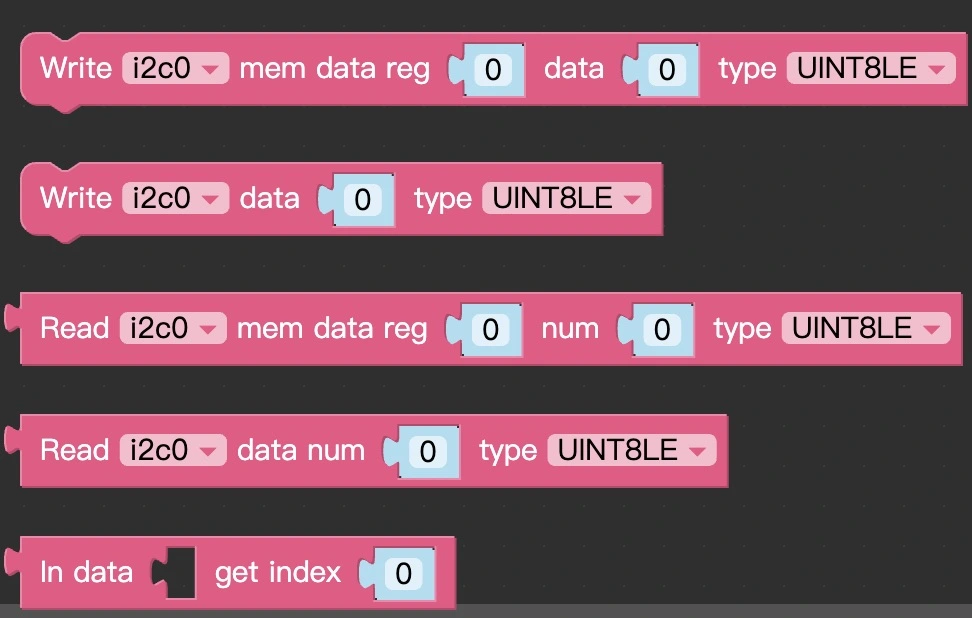 Write i2c0 mem data reg 0 data 0 type UINT8LE
Write i2c0 data 0 type UINT8LE
Read i2c0 mem data reg 0 num 0 type UINT8LE
Read i2c0 data num 0 type UINT8LE
In data get index 0